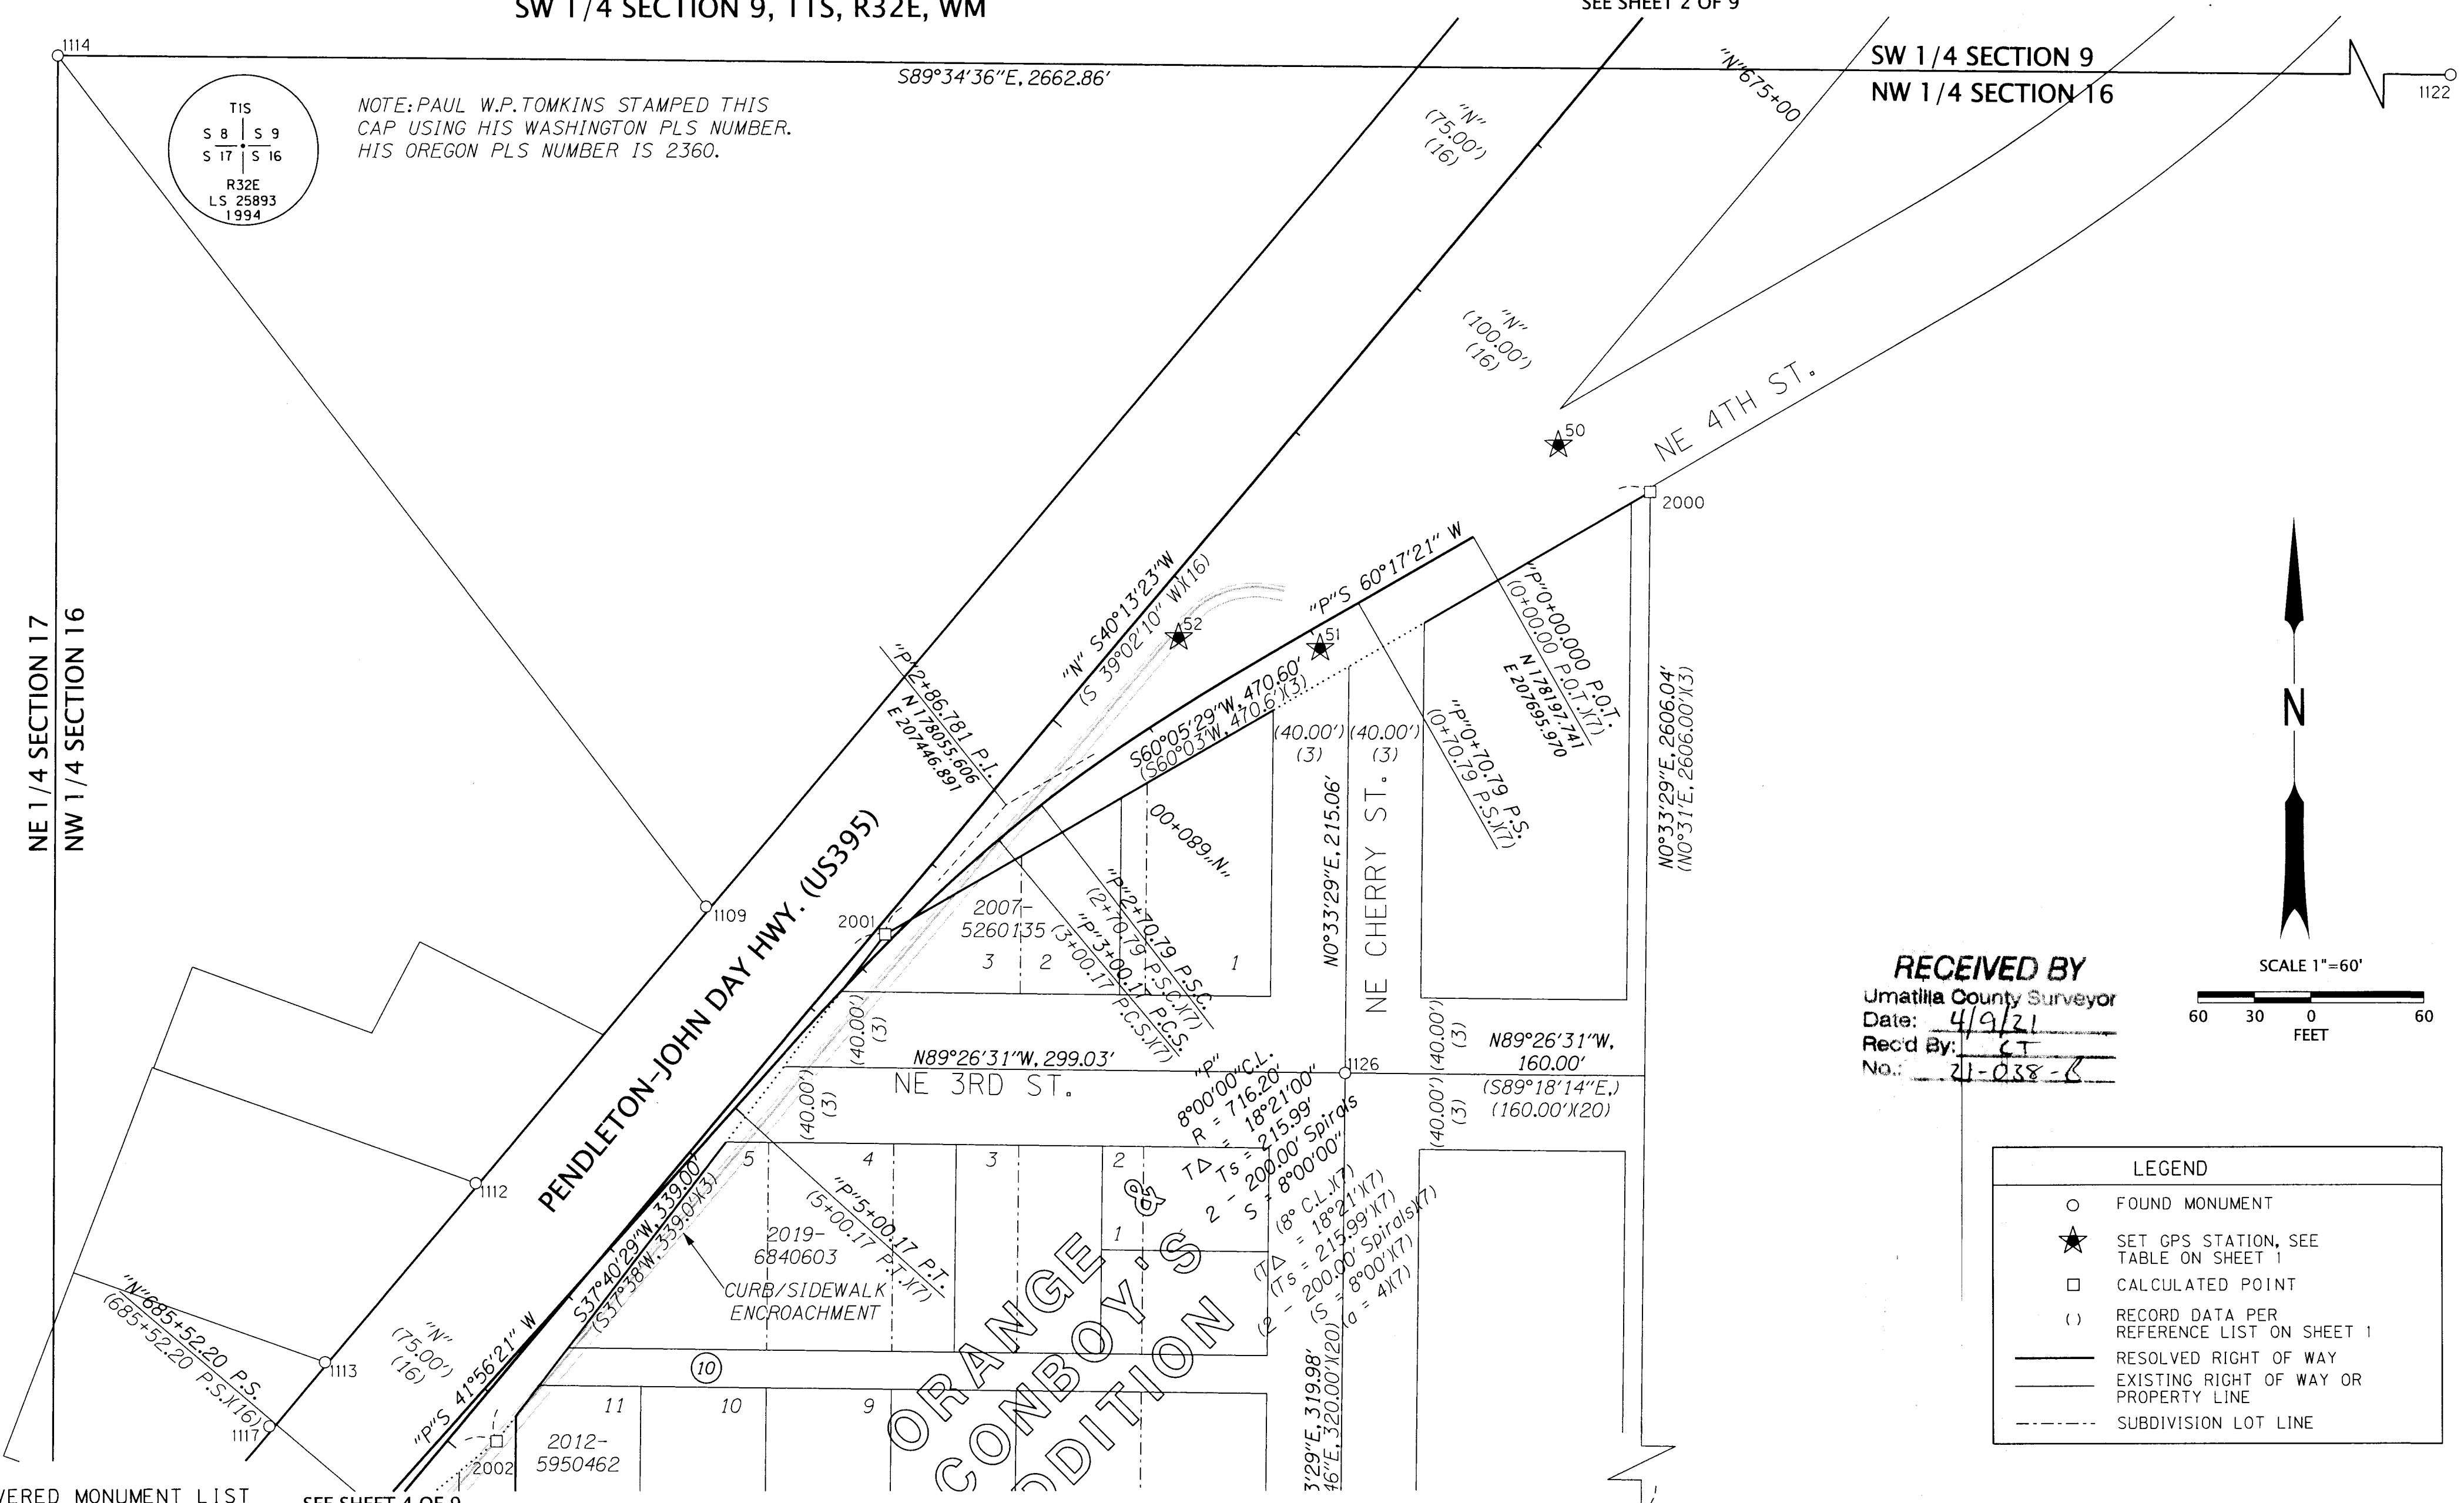 SW 1/4 SECTION 9, T1S, R32E, WM
SEE SHEET 2 OF 9
1114
S89°34'36"E, 2662.86'
"N"675+00
SW 1/4 SECTION 9
NW 1/4 SECTION 16
1122
T1S
S 8 | S 9
S 17 | S 16
R32E
LS 25893
1994
NOTE: PAUL W.P. TOMKINS STAMPED THIS
CAP USING HIS WASHINGTON PLS NUMBER.
HIS OREGON PLS NUMBER IS 2360.
"N"
(75.00')
(16)
"N"
(100.00')
(16)
NE 4TH ST.
50
2000
52
51
NE 1/4 SECTION 17
NW 1/4 SECTION 16
"N" S40°13'23"W
(S 39°02'10" W)(16)
"P"S 60°17'21" W
"P"0+00.000 P.O.T.
(0+00.00 P.O.T.)(7)
N 178197.741
E 207695.970
"P"0+70.79 P.S.
(0+70.79 P.S.)(7)
"P"2+86.781 P.I.
N 178055.606
E 207446.891
S60°05'29"W, 470.60'
(S60°03'W, 470.6')(3)
(40.00')
(3)
(40.00')
(3)
N0°33'29"E, 215.06'
NE CHERRY ST.
N0°33'29"E, 2606.04'
(N0°31'E, 2606.00')(3)
N
"N"680+00
1109
2001
PENDLETON-JOHN DAY HWY. (US395)
2007-
5260135
3
2
1
"P"2+70.79 P.S.C.
(2+70.79 P.S.C.)(7)
"P"3+00.17 P.C.S.
(3+00.17 P.C.S.)(7)
RECEIVED BY
Umatilla County Surveyor
Date: 4/9/21
Rec'd By: CT
No.: 21-038-B
SCALE 1"=60'
60 30 0 60
FEET
(40.00')
(3)
(40.00')
(3)
N89°26'31"W, 299.03'
NE 3RD ST.
1126
(40.00')
(3)
(40.00')
(3)
N89°26'31"W,
160.00'
(S89°18'14"E,)
(160.00')(20)
"P"
8°00'00"C.L.
R = 716.20'
T∆ = 18°21'00"
Ts = 215.99'
2 - 200.00' Spirals
S = 8°00'00"
(8° C.L.)(7)
(T∆ = 18°21')(7)
(Ts = 215.99')(7)
(2 - 200.00' Spirals)(7)
(S = 8°00')(7)
(a = 4)(7)
1112
5
4
3
2
1
"P"5+00.17 P.T.
(5+00.17 P.T.)(7)
2019-
6840603
CURB/SIDEWALK
ENCROACHMENT
S37°40'29"W, 339.00'
(S37°38'W, 339.0')(3)
"N"685+52.20 P.S.
(685+52.20 P.S.)(16)
"N"
(75.00')
(16)
1113
1117
"P"S 41°56'21" W
10
11
10
9
2002
2012-
5950462
ORANGE &
CONBOY'S
ADDITION
3'29"E, 319.98'
46"E, 320.00')(20)
LEGEND
FOUND MONUMENT
SET GPS STATION, SEE
TABLE ON SHEET 1
CALCULATED POINT
( ) RECORD DATA PER
REFERENCE LIST ON SHEET 1
RESOLVED RIGHT OF WAY
EXISTING RIGHT OF WAY OR
PROPERTY LINE
SUBDIVISION LOT LINE
VERED MONUMENT LIST
SEE SHEET 4 OF 9